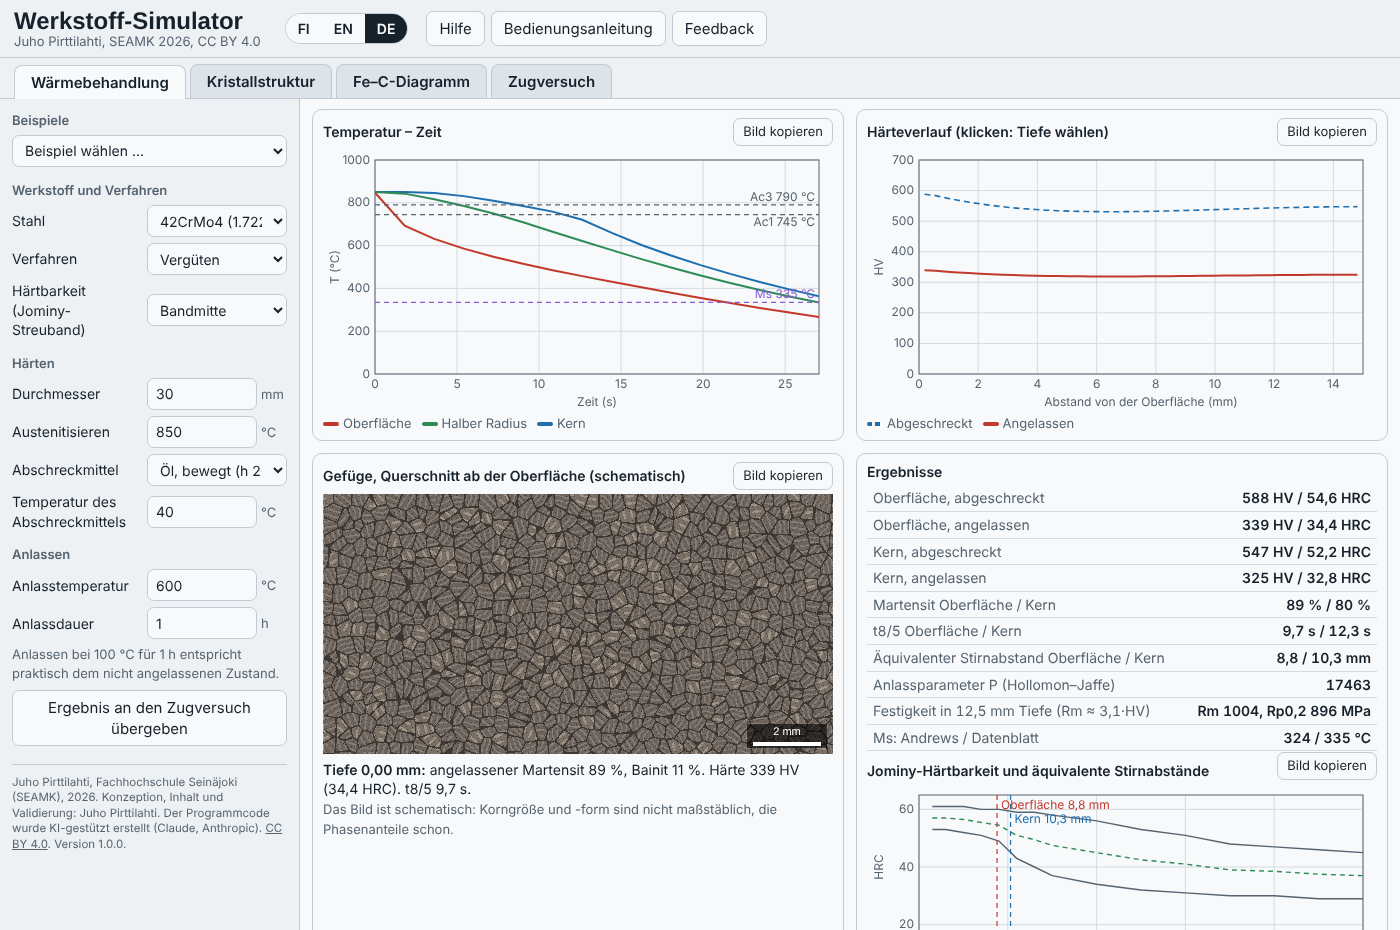 Werkstoff-Simulator
Juho Pirttilahti, SEAMK 2026, CC BY 4.0
FI EN DE
Hilfe
Bedienungsanleitung
Feedback
Wärmebehandlung
Kristallstruktur
Fe–C-Diagramm
Zugversuch
Beispiele
Beispiel wählen ...
Werkstoff und Verfahren
Stahl
42CrMo4 (1.722
Verfahren
Vergüten
Härtbarkeit
(Jominy-
Streuband)
Bandmitte
Härten
Durchmesser
30
mm
Austenitisieren
850
°C
Abschreckmittel
Öl, bewegt (h 2
Temperatur des
Abschreckmittels
40
°C
Anlassen
Anlasstemperatur
600
°C
Anlassdauer
1
h
Anlassen bei 100 °C für 1 h entspricht
praktisch dem nicht angelassenen Zustand.
Ergebnis an den Zugversuch
übergeben
Juho Pirttilahti, Fachhochschule Seinäjoki
(SEAMK), 2026. Konzeption, Inhalt und
Validierung: Juho Pirttilahti. Der Programmcode
wurde KI-gestützt erstellt (Claude, Anthropic). CC
BY 4.0. Version 1.0.0.
Temperatur – Zeit
Bild kopieren
1000
800
600
400
200
0
T (°C)
Ac3 790 °C
Ac1 745 °C
Ms 335 °C
0 5 10 15 20 25
Zeit (s)
Oberfläche Halber Radius Kern
Härteverlauf (klicken: Tiefe wählen)
Bild kopieren
700
600
500
400
300
200
100
0
HV
0 2 4 6 8 10 12 14
Abstand von der Oberfläche (mm)
Abgeschreckt Angelassen
Gefüge, Querschnitt ab der Oberfläche (schematisch)
Bild kopieren
2 mm
Tiefe 0,00 mm: angelassener Martensit 89 %, Bainit 11 %. Härte 339 HV
(34,4 HRC). t8/5 9,7 s.
Das Bild ist schematisch: Korngröße und -form sind nicht maßstäblich, die
Phasenanteile schon.
Ergebnisse
Oberfläche, abgeschreckt 588 HV / 54,6 HRC
Oberfläche, angelassen 339 HV / 34,4 HRC
Kern, abgeschreckt 547 HV / 52,2 HRC
Kern, angelassen 325 HV / 32,8 HRC
Martensit Oberfläche / Kern 89 % / 80 %
t8/5 Oberfläche / Kern 9,7 s / 12,3 s
Äquivalenter Stirnabstand Oberfläche / Kern 8,8 / 10,3 mm
Anlassparameter P (Hollomon–Jaffe) 17463
Festigkeit in 12,5 mm Tiefe (Rm ≈ 3,1·HV) Rm 1004, Rp0,2 896 MPa
Ms: Andrews / Datenblatt 324 / 335 °C
Jominy-Härtbarkeit und äquivalente Stirnabstände
Bild kopieren
60
40
20
HRC
Oberfläche 8,8 mm
Kern 10,3 mm